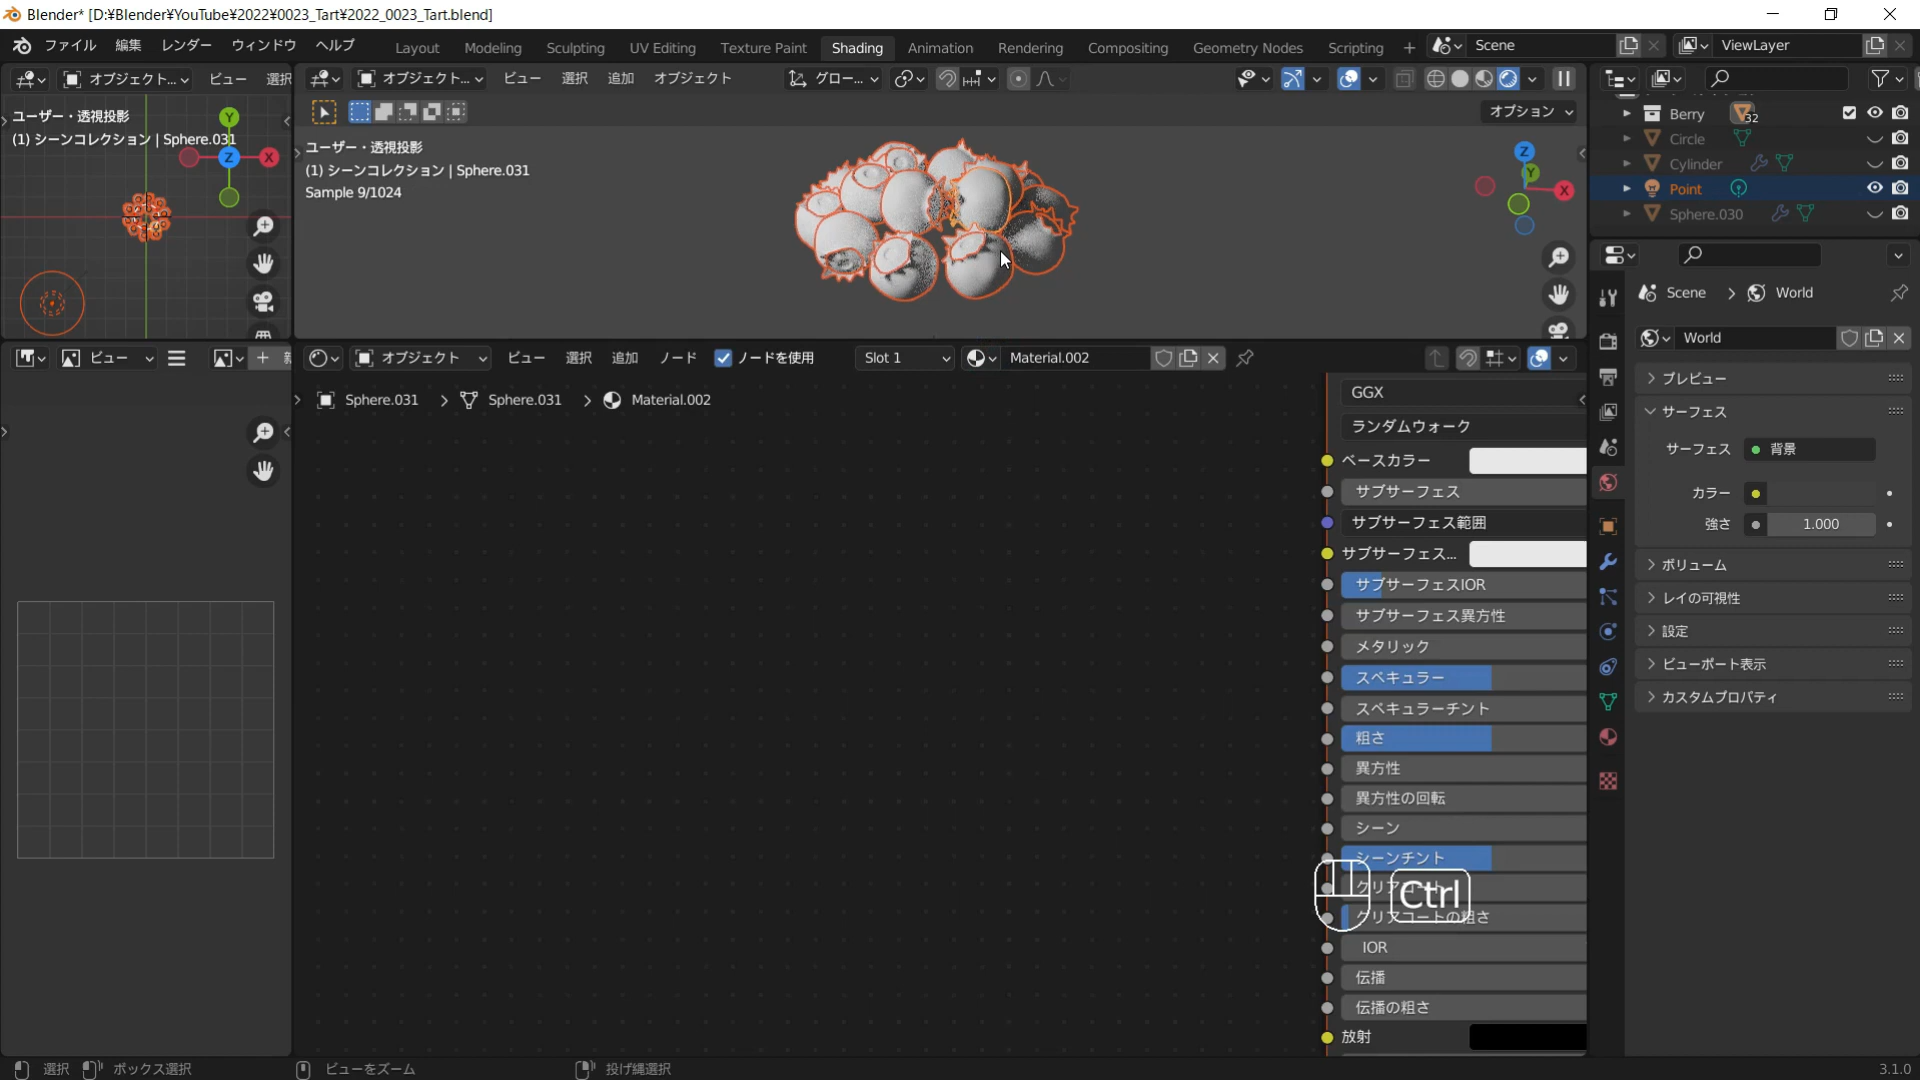 Blender* [D:¥Blender¥YouTube¥2022¥0023_Tart¥2022_0023_Tart.blend]
ファイル 編集 レンダー ウィンドウ ヘルプ Layout Modeling Sculpting UV Editing Texture Paint Shading Animation Rendering Compositing Geometry Nodes Scripting Scene ViewLayer
オブジェクト... ビュー 選択
オブジェクト... ビュー 選択 追加 オブジェクト グロー...
オプション
ユーザー・透視投影
(1) シーンコレクション | Sphere.031
Y
X
Z
ユーザー・透視投影
(1) シーンコレクション | Sphere.031
Sample 9/1024
Z
Y
X
Berry 32
Circle
Cylinder
Point
Sphere.030
Scene World
World
プレビュー
サーフェス
サーフェス 背景
カラー
強さ 1.000
ボリューム
レイの可視性
設定
ビューポート表示
カスタムプロパティ
ビュー
オブジェクト ビュー 選択 追加 ノード ノードを使用 Slot 1 Material.002
Sphere.031 Sphere.031 Material.002
GGX
ランダムウォーク
ベースカラー
サブサーフェス
サブサーフェス範囲
サブサーフェス...
サブサーフェスIOR
サブサーフェス異方性
メタリック
スペキュラー
スペキュラーチント
粗さ
異方性
異方性の回転
シーン
シーンチント
クリアコート
クリアコートの粗さ
Ctrl
IOR
伝播
伝播の粗さ
放射
選択 ボックス選択 ビューをズーム 投げ縄選択 3.1.0